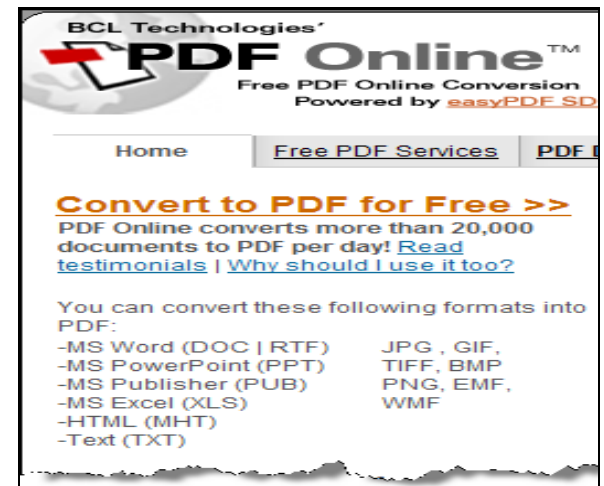 BCL Technologies'
PDF Online™
Free PDF Online Conversion
Powered by easyPDF SD
Home Free PDF Services PDF
Convert to PDF for Free >>
PDF Online converts more than 20,000
documents to PDF per day! Read
testimonials | Why should I use it too?
You can convert these following formats into
PDF:
-MS Word (DOC | RTF) JPG , GIF,
-MS PowerPoint (PPT) TIFF, BMP
-MS Publisher (PUB) PNG, EMF,
-MS Excel (XLS) WMF
-HTML (MHT)
-Text (TXT)